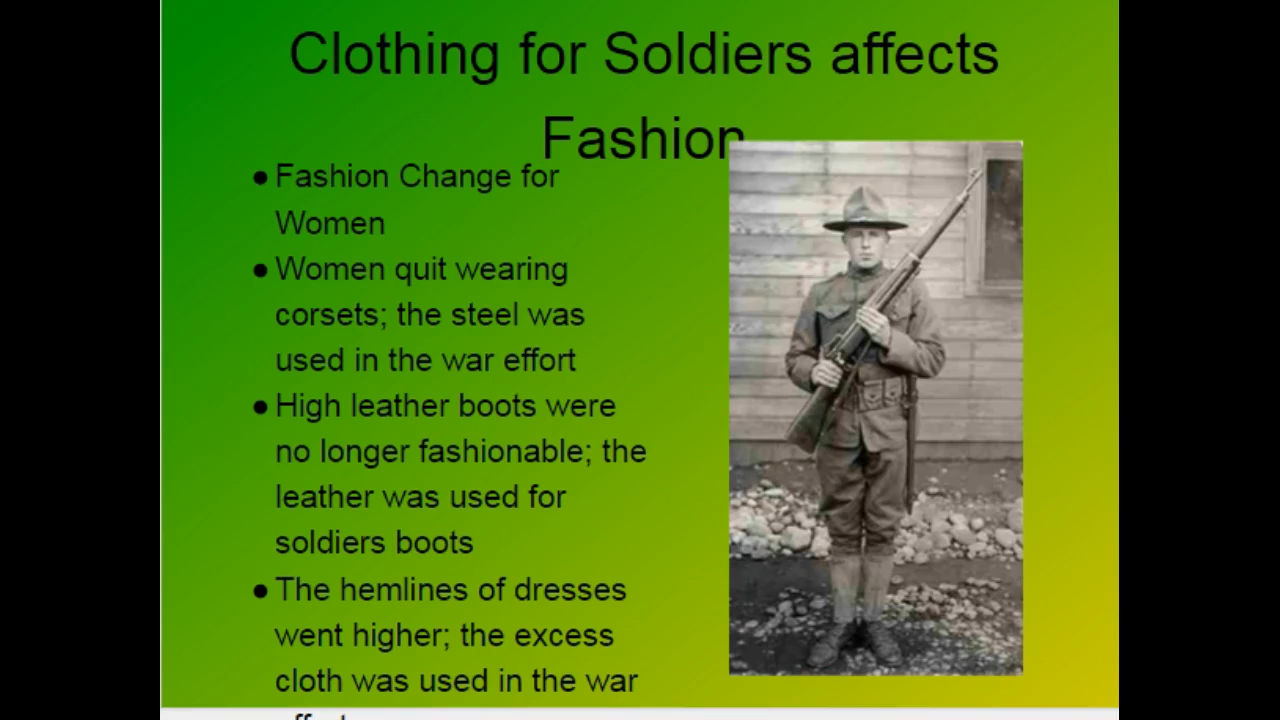 Clothing for Soldiers affects
Fashion
● Fashion Change for
Women
● Women quit wearing
corsets; the steel was
used in the war effort
● High leather boots were
no longer fashionable; the
leather was used for
soldiers boots
● The hemlines of dresses
went higher; the excess
cloth was used in the war